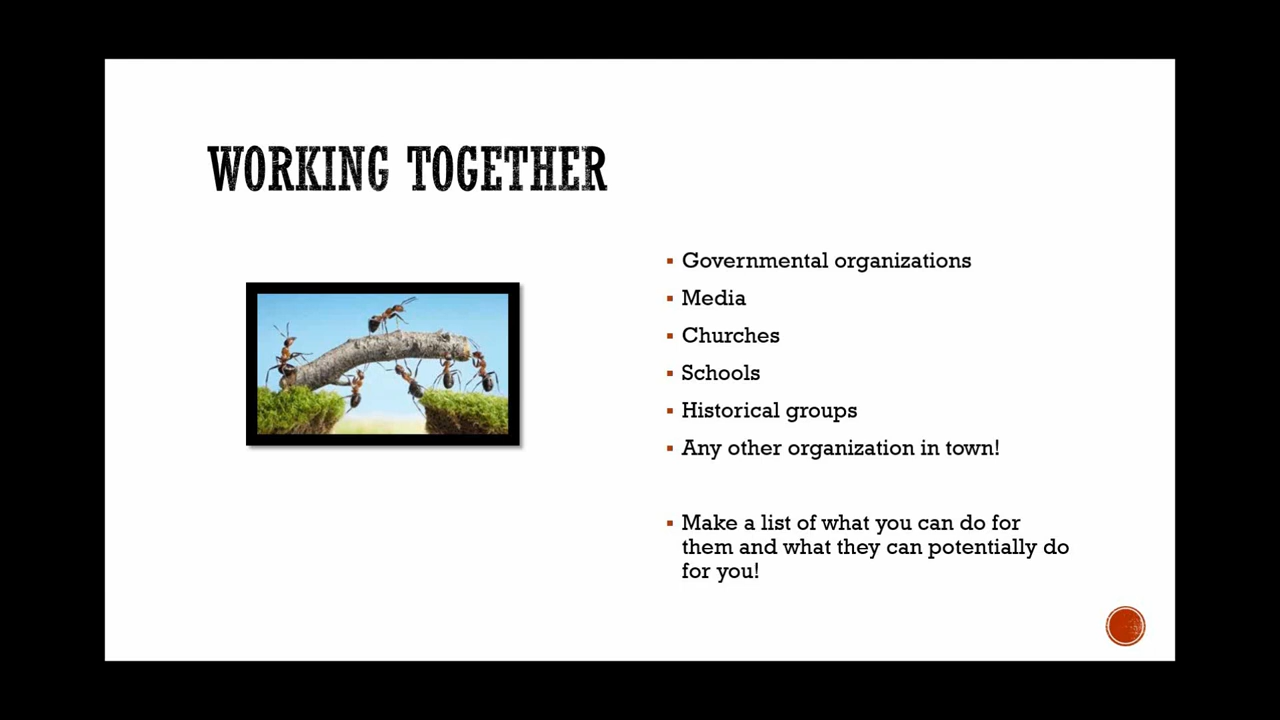 WORKING TOGETHER
Governmental organizations
Media
Churches
Schools
Historical groups
Any other organization in town!
Make a list of what you can do for
them and what they can potentially do
for you!